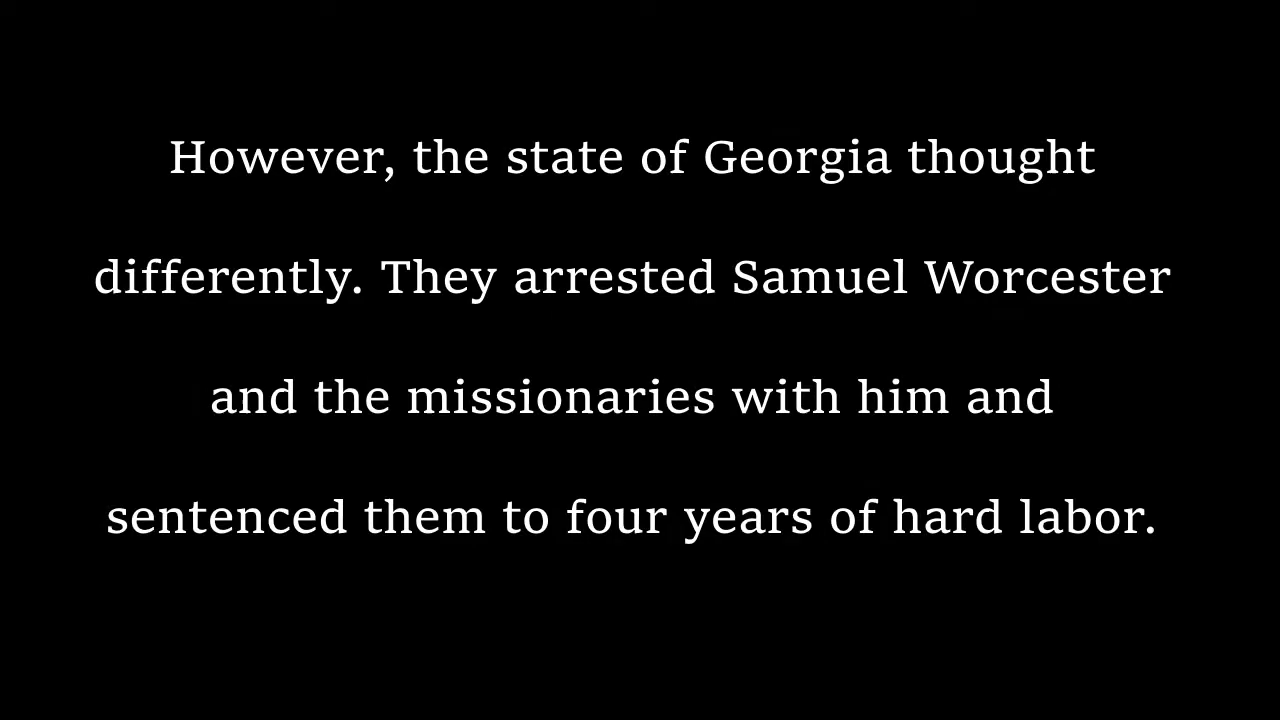 However, the state of Georgia thought
differently. They arrested Samuel Worcester
and the missionaries with him and
sentenced them to four years of hard labor.